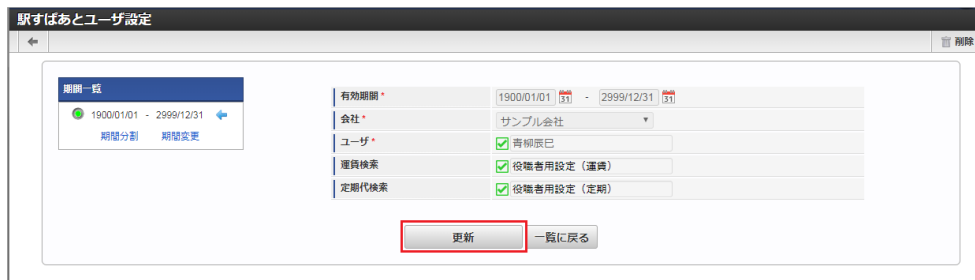 駅すぱあとユーザ設定
削除
期間一覧
1900/01/01 - 2999/12/31
期間分割 期間変更
有効期間* 1900/01/01 31 - 2999/12/31 31
会社* サンプル会社
ユーザ* 青柳辰巳
運賃検索 役職者用設定（運賃）
定期代検索 役職者用設定（定期）
更新 一覧に戻る